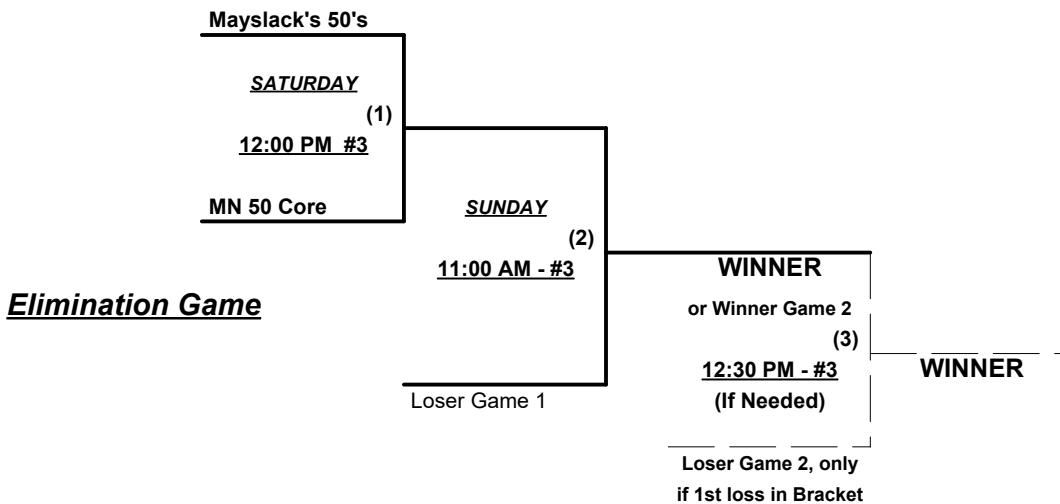 Mayslack's 50's
SATURDAY
(1)
12:00 PM #3
MN 50 Core
SUNDAY
(2)
11:00 AM - #3
WINNER
Elimination Game
or Winner Game 2
(3)
12:30 PM - #3
WINNER
(If Needed)
Loser Game 1
Loser Game 2, only
if 1st loss in Bracket